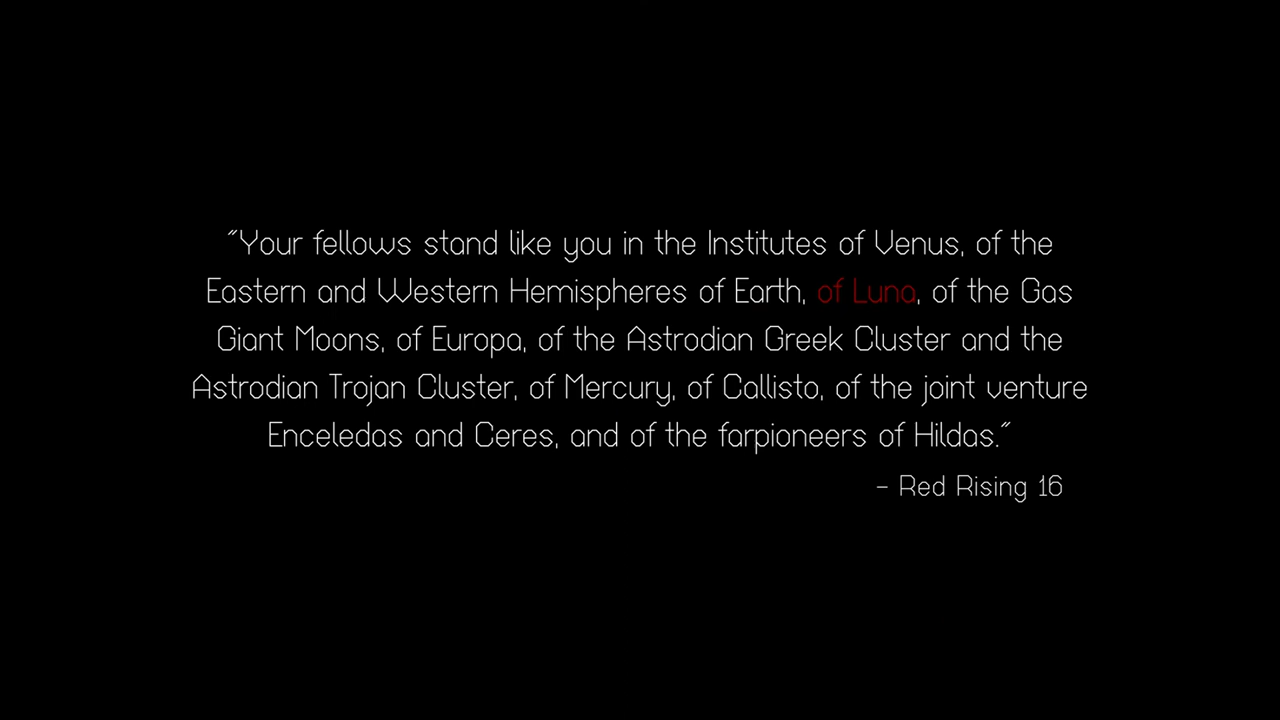 "Your fellows stand like you in the Institutes of Venus, of the
Eastern and Western Hemispheres of Earth, of Luna, of the Gas
Giant Moons, of Europa, of the Astrodian Greek Cluster and the
Astrodian Trojan Cluster, of Mercury, of Callisto, of the joint venture
Enceledas and Ceres, and of the farpioneers of Hildas."
- Red Rising 16